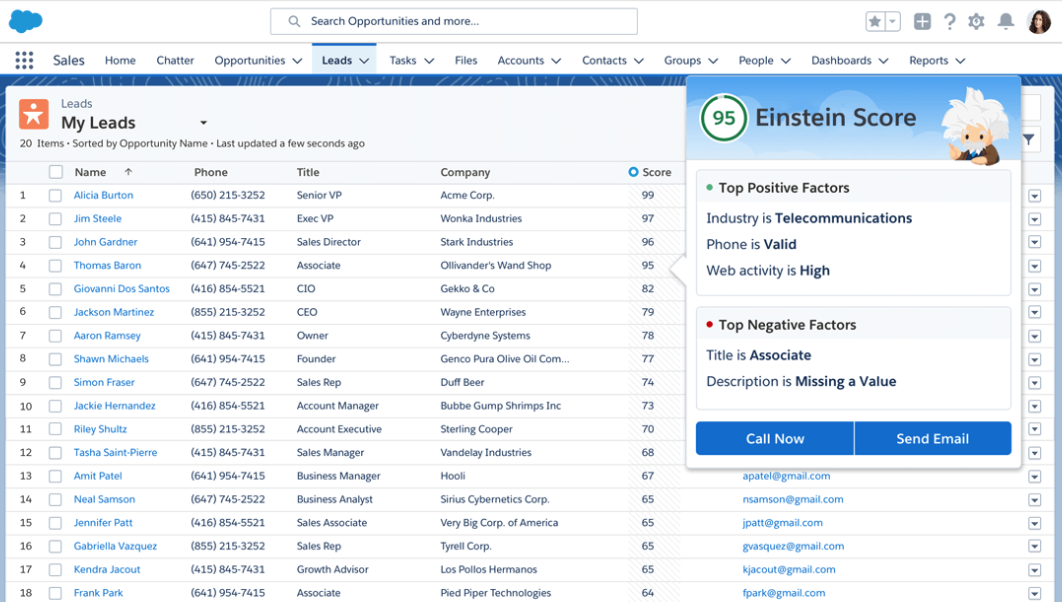 Search Opportunities and more...
Sales Home Chatter Opportunities Leads Tasks Files Accounts Contacts Groups People Dashboards Reports
Leads
My Leads
20 Items • Sorted by Opportunity Name • Last updated a few seconds ago
Name Phone Title Company Score
1 Alicia Burton (650) 215-3252 Senior VP Acme Corp. 99
2 Jim Steele (415) 845-7431 Exec VP Wonka Industries 97
3 John Gardner (641) 954-7415 Sales Director Stark Industries 96
4 Thomas Baron (647) 745-2522 Associate Ollivander's Wand Shop 95
5 Giovanni Dos Santos (416) 854-5521 CIO Gekko & Co 82
6 Jackson Martinez (855) 215-3252 CEO Wayne Enterprises 79
7 Aaron Ramsey (415) 845-7431 Owner Cyberdyne Systems 78
8 Shawn Michaels (641) 954-7415 Founder Genco Pura Olive Oil Com... 77
9 Simon Fraser (647) 745-2522 Sales Rep Duff Beer 74
10 Jackie Hernandez (416) 854-5521 Account Manager Bubbe Gump Shrimps Inc 73
11 Riley Shultz (855) 215-3252 Account Executive Sterling Cooper 70
12 Tasha Saint-Pierre (415) 845-7431 Sales Manager Vandelay Industries 68
13 Amit Patel (641) 954-7415 Business Manager Hooli 67 apatel@gmail.com
14 Neal Samson (647) 745-2522 Business Analyst Sirius Cybernetics Corp. 65 nsamson@gmail.com
15 Jennifer Patt (416) 854-5521 Sales Associate Very Big Corp. of America 65 jpatt@gmail.com
16 Gabriella Vazquez (855) 215-3252 Sales Rep Tyrell Corp. 65 gvasquez@gmail.com
17 Kendra Jacout (415) 845-7431 Growth Advisor Los Pollos Hermanos 65 kjacout@gmail.com
18 Frank Park (641) 954-7415 Associate Pied Piper Technologies 64 fpark@gmail.com
95 Einstein Score
Top Positive Factors
Industry is Telecommunications
Phone is Valid
Web activity is High
Top Negative Factors
Title is Associate
Description is Missing a Value
Call Now Send Email